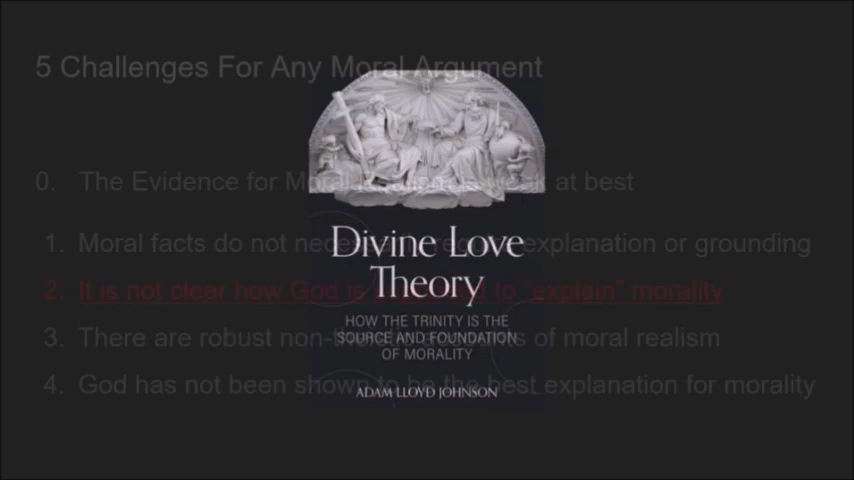 5 Challenges For Any Moral Argument
0. The Evidence for Moral at best
1. Moral facts do not explanation or grounding
2. It is not clear how God is to "explain" morality
3. There are robust of moral realism
4. God has not been shown to be the best explanation for morality
Divine Love
Theory
HOW THE TRINITY IS THE
SOURCE AND FOUNDATION
OF MORALITY
ADAM LLOYD JOHNSON